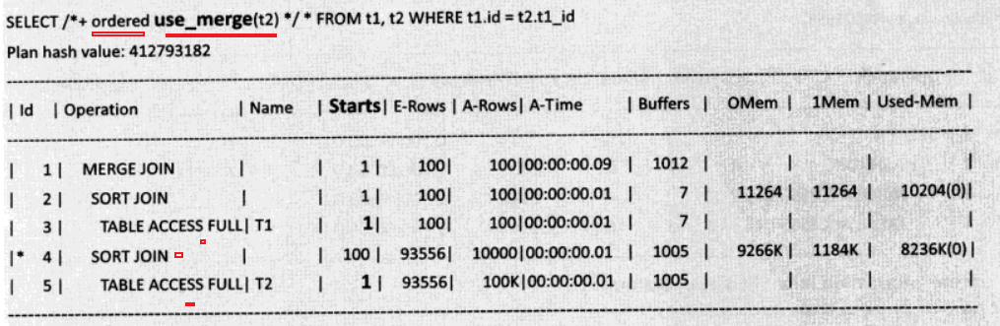 SELECT /*+ ordered use_merge(t2) */ * FROM t1, t2 WHERE t1.id = t2.t1_id
Plan hash value: 412793182
| Id | Operation | Name | Starts| E-Rows | A-Rows| A-Time | Buffers | OMem | 1Mem | Used-Mem |
| 1 | MERGE JOIN | | 1 | 100| 100|00:00:00.09 | 1012 | | | |
| 2 | SORT JOIN | | 1 | 100| 100|00:00:00.01 | 7 | 11264 | 11264 | 10204(0)|
| 3 | TABLE ACCESS FULL| T1 | 1| 100| 100|00:00:00.01 | 7 | | | |
|* 4 | SORT JOIN | | 100 | 93556| 10000|00:00:00.01 | 1005 | 9266K | 1184K | 8236K(0)|
| 5 | TABLE ACCESS FULL| T2 | 1 | 93556| 100K|00:00:00.01 | 1005 | | | |